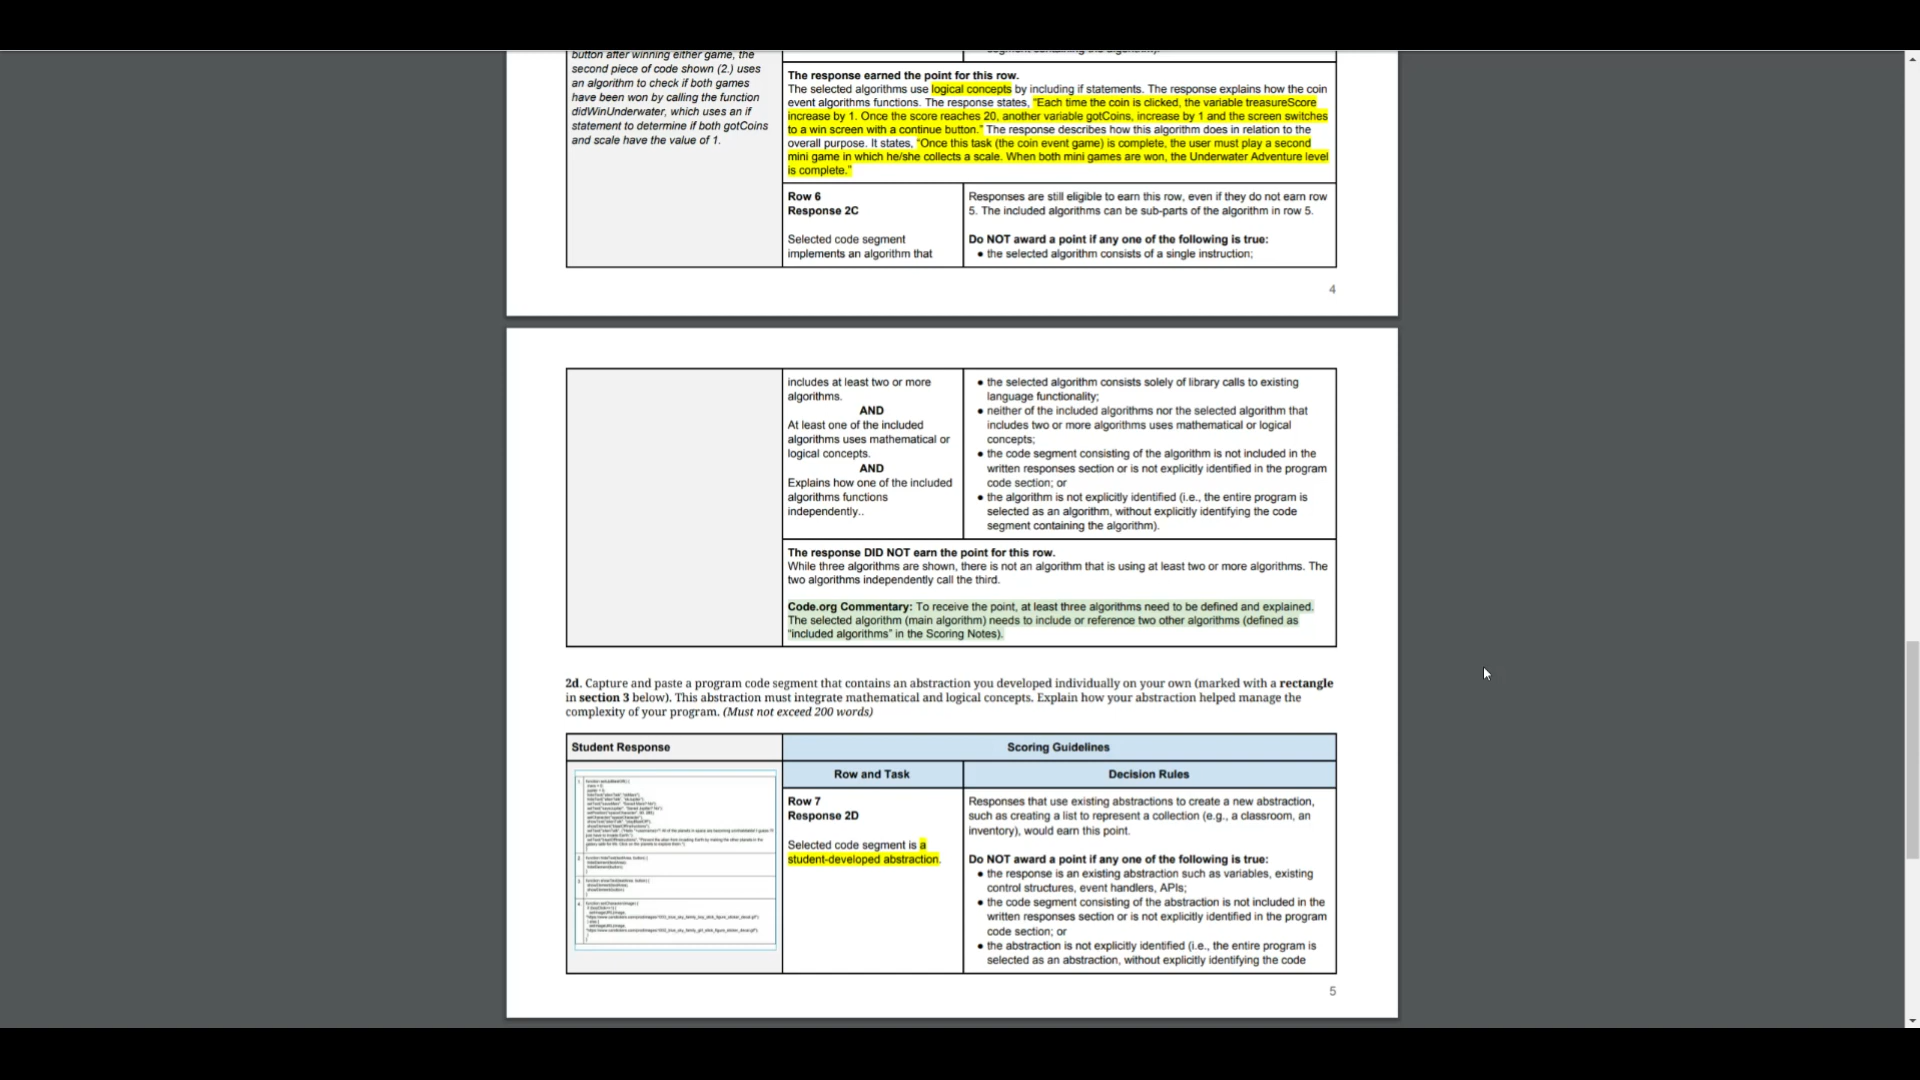 button after winning either game, the
second piece of code shown (2.) uses
an algorithm to check if both games
have been won by calling the function
didWinUnderwater, which uses an if
statement to determine if both gotCoins
and scale have the value of 1.
segment containing the algorithm).
The response earned the point for this row.
The selected algorithms use logical concepts by including if statements. The response explains how the coin
event algorithms functions. The response states, “Each time the coin is clicked, the variable treasureScore
increase by 1. Once the score reaches 20, another variable gotCoins, increase by 1 and the screen switches
to a win screen with a continue button.” The response describes how this algorithm does in relation to the
overall purpose. It states, “Once this task (the coin event game) is complete, the user must play a second
mini game in which he/she collects a scale. When both mini games are won, the Underwater Adventure level
is complete.”
Row 6
Response 2C
Selected code segment
implements an algorithm that
Responses are still eligible to earn this row, even if they do not earn row
5. The included algorithms can be sub-parts of the algorithm in row 5.
Do NOT award a point if any one of the following is true:
● the selected algorithm consists of a single instruction;
4
includes at least two or more
algorithms.
AND
At least one of the included
algorithms uses mathematical or
logical concepts.
AND
Explains how one of the included
algorithms functions
independently..
● the selected algorithm consists solely of library calls to existing
language functionality;
● neither of the included algorithms nor the selected algorithm that
includes two or more algorithms uses mathematical or logical
concepts;
● the code segment consisting of the algorithm is not included in the
written responses section or is not explicitly identified in the program
code section; or
● the algorithm is not explicitly identified (i.e., the entire program is
selected as an algorithm, without explicitly identifying the code
segment containing the algorithm).
The response DID NOT earn the point for this row.
While three algorithms are shown, there is not an algorithm that is using at least two or more algorithms. The
two algorithms independently call the third.
Code.org Commentary: To receive the point, at least three algorithms need to be defined and explained.
The selected algorithm (main algorithm) needs to include or reference two other algorithms (defined as
“included algorithms” in the Scoring Notes).
2d. Capture and paste a program code segment that contains an abstraction you developed individually on your own (marked with a rectangle
in section 3 below). This abstraction must integrate mathematical and logical concepts. Explain how your abstraction helped manage the
complexity of your program. (Must not exceed 200 words)
Student Response
Scoring Guidelines
Row and Task
Decision Rules
Row 7
Response 2D
Selected code segment is a
student-developed abstraction.
Responses that use existing abstractions to create a new abstraction,
such as creating a list to represent a collection (e.g., a classroom, an
inventory), would earn this point.
Do NOT award a point if any one of the following is true:
● the response is an existing abstraction such as variables, existing
control structures, event handlers, APIs;
● the code segment consisting of the abstraction is not included in the
written responses section or is not explicitly identified in the program
code section; or
● the abstraction is not explicitly identified (i.e., the entire program is
selected as an abstraction, without explicitly identifying the code
5